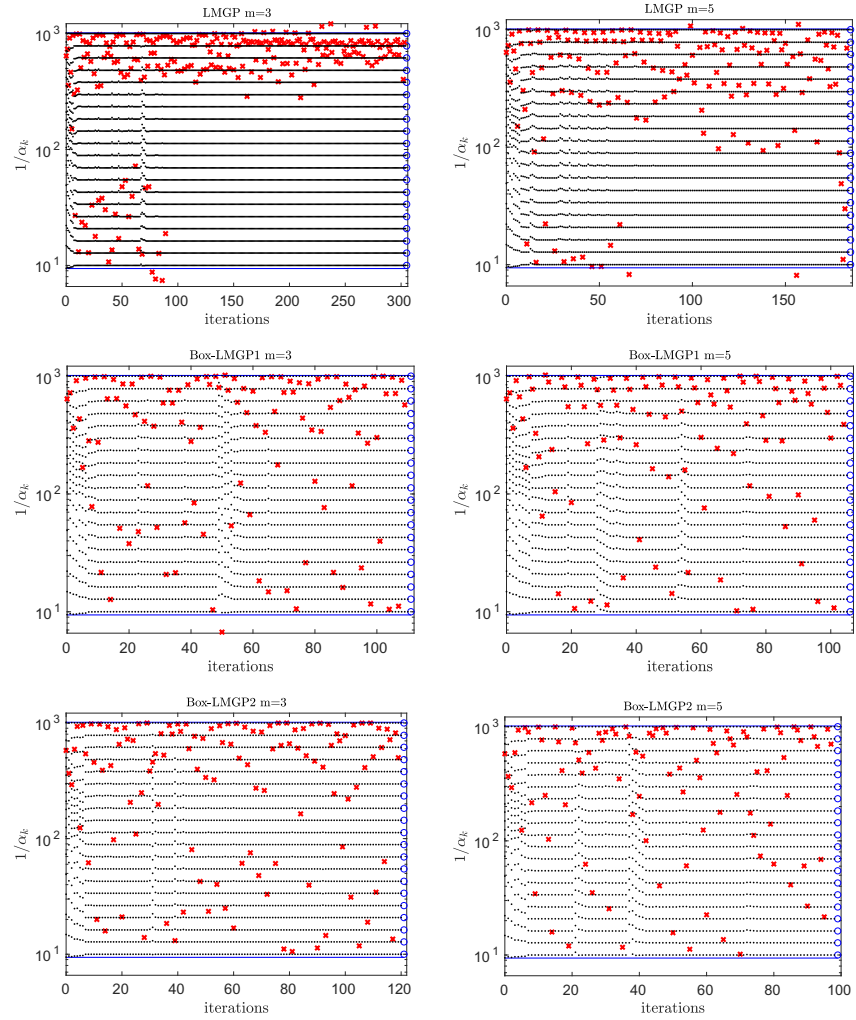 LMGP m=3
10^3
10^2
10^1
1/α_k
0 50 100 150 200 250 300
iterations
LMGP m=5
10^3
10^2
10^1
1/α_k
0 50 100 150
iterations
Box-LMGP1 m=3
10^3
10^2
10^1
1/α_k
0 20 40 60 80 100
iterations
Box-LMGP1 m=5
10^3
10^2
10^1
1/α_k
0 20 40 60 80 100
iterations
Box-LMGP2 m=3
10^3
10^2
10^1
1/α_k
0 20 40 60 80 100 120
iterations
Box-LMGP2 m=5
10^3
10^2
10^1
1/α_k
0 20 40 60 80 100
iterations